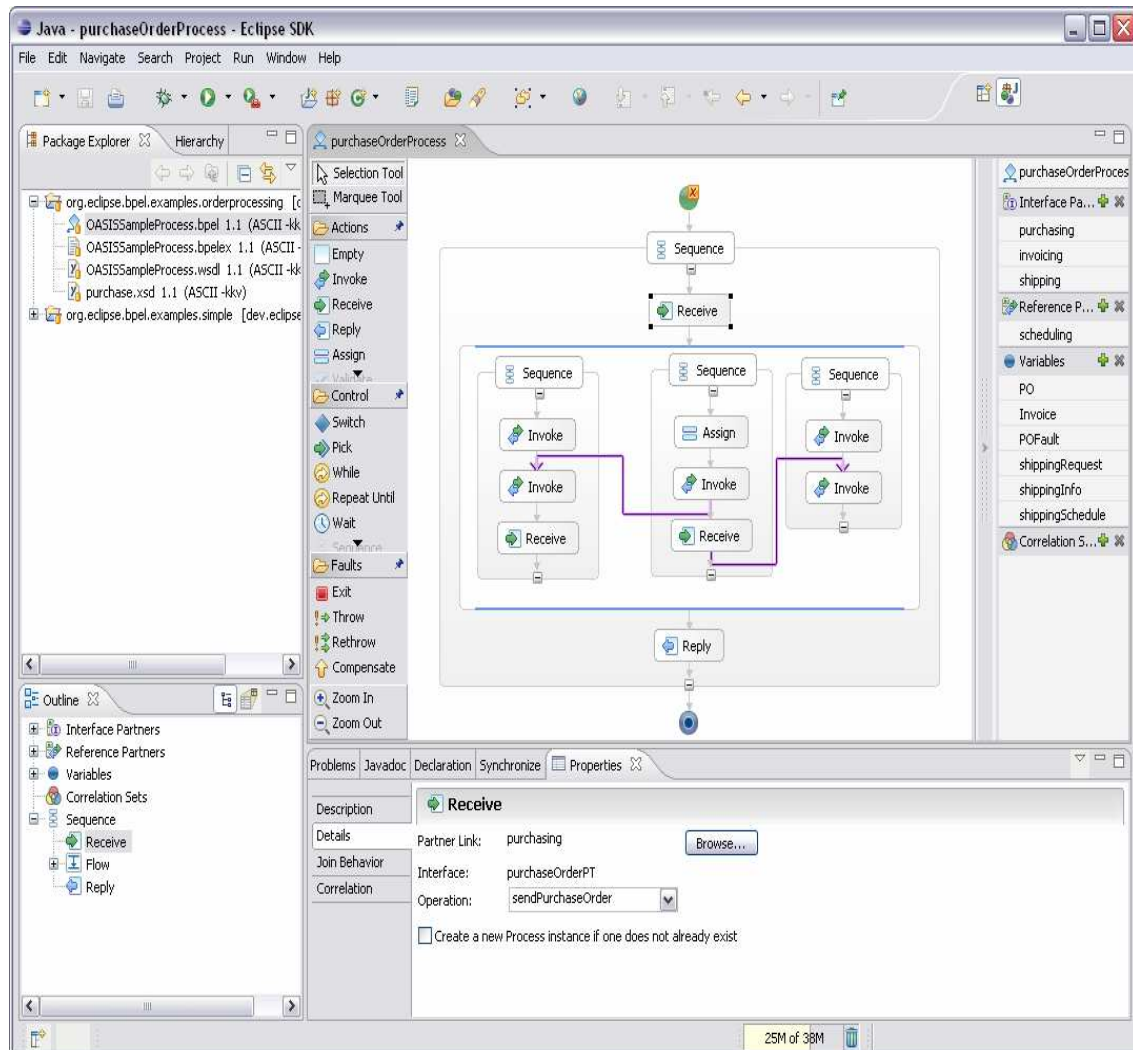 Java - purchaseOrderProcess - Eclipse SDK
File Edit Navigate Search Project Run Window Help
Package Explorer Hierarchy
org.eclipse.bpel.examples.orderprocessing [c
OASISSampleProcess.bpel 1.1 (ASCII -kk
OASISSampleProcess.bpelex 1.1 (ASCII -
OASISSampleProcess.wsdl 1.1 (ASCII -kk
purchase.xsd 1.1 (ASCII -kkv)
org.eclipse.bpel.examples.simple [dev.eclipse
purchaseOrderProcess
Selection Tool
Marquee Tool
Actions
Empty
Invoke
Receive
Reply
Assign
Validate
Control
Switch
Pick
While
Repeat Until
Wait
Sequence
Faults
Exit
Throw
Rethrow
Compensate
Zoom In
Zoom Out
Sequence
Receive
Sequence Sequence Sequence
Invoke Assign Invoke
Invoke Invoke Invoke
Receive Receive
Reply
purchaseOrderProces
Interface Pa...
purchasing
invoicing
shipping
Reference P...
scheduling
Variables
PO
Invoice
POFault
shippingRequest
shippingInfo
shippingSchedule
Correlation S...
Outline
Interface Partners
Reference Partners
Variables
Correlation Sets
Sequence
Receive
Flow
Reply
Problems Javadoc Declaration Synchronize Properties
Description
Details
Join Behavior
Correlation
Receive
Partner Link: purchasing Browse...
Interface: purchaseOrderPT
Operation: sendPurchaseOrder
Create a new Process instance if one does not already exist
25M of 38M